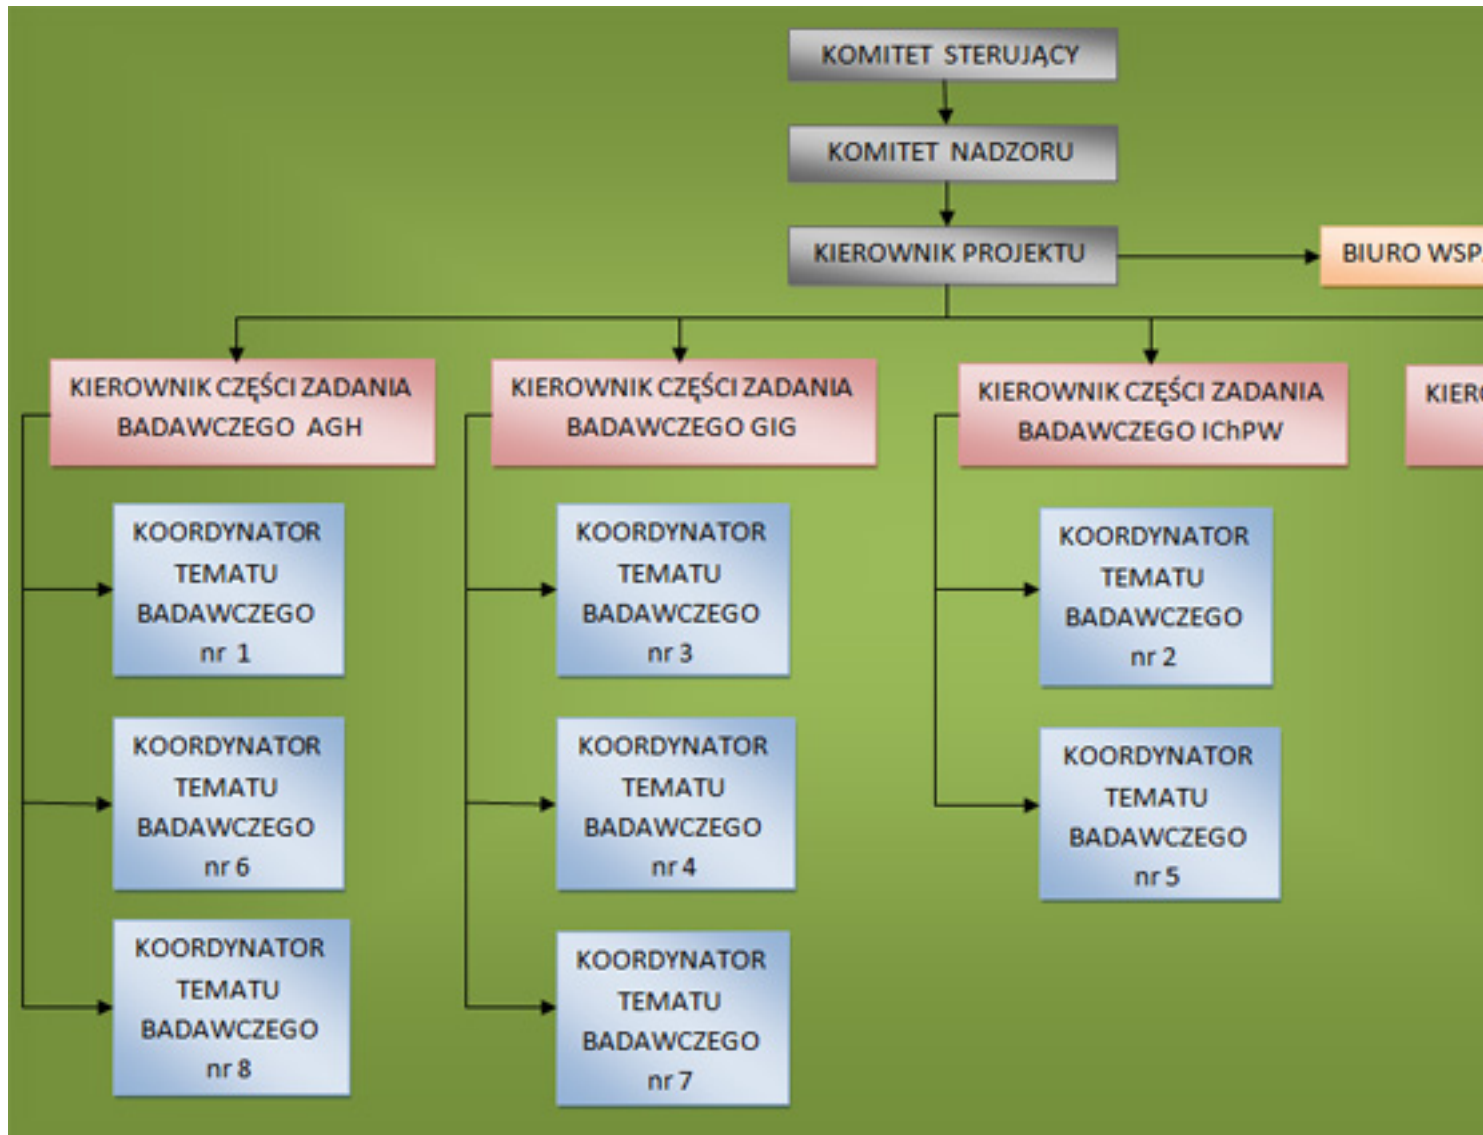 KOMITET STERUJĄCY
KOMITET NADZORU
KIEROWNIK PROJEKTU
BIURO
KIEROWNIK CZĘŚCI ZADANIA
BADAWCZEGO AGH
KIEROWNIK CZĘŚCI ZADANIA
BADAWCZEGO GIG
KIEROWNIK CZĘŚCI ZADANIA
BADAWCZEGO IChPW
KOORDYNATOR
TEMATU
BADAWCZEGO
nr 1
KOORDYNATOR
TEMATU
BADAWCZEGO
nr 6
KOORDYNATOR
TEMATU
BADAWCZEGO
nr 8
KOORDYNATOR
TEMATU
BADAWCZEGO
nr 3
KOORDYNATOR
TEMATU
BADAWCZEGO
nr 4
KOORDYNATOR
TEMATU
BADAWCZEGO
nr 7
KOORDYNATOR
TEMATU
BADAWCZEGO
nr 2
KOORDYNATOR
TEMATU
BADAWCZEGO
nr 5